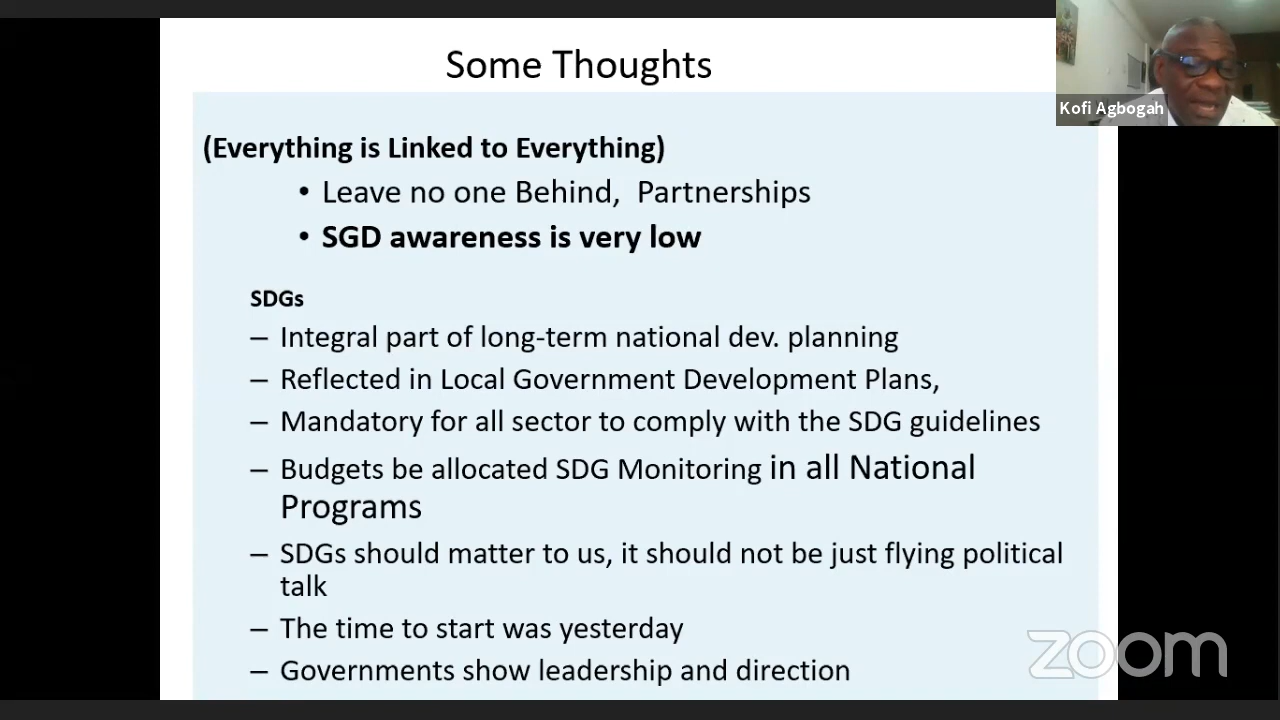 Some Thoughts
Kofi Agbogah
(Everything is Linked to Everything)
• Leave no one Behind, Partnerships
• SGD awareness is very low
SDGs
– Integral part of long-term national dev. planning
– Reflected in Local Government Development Plans,
– Mandatory for all sector to comply with the SDG guidelines
– Budgets be allocated SDG Monitoring in all National
Programs
– SDGs should matter to us, it should not be just flying political
talk
– The time to start was yesterday
– Governments show leadership and direction
zoom